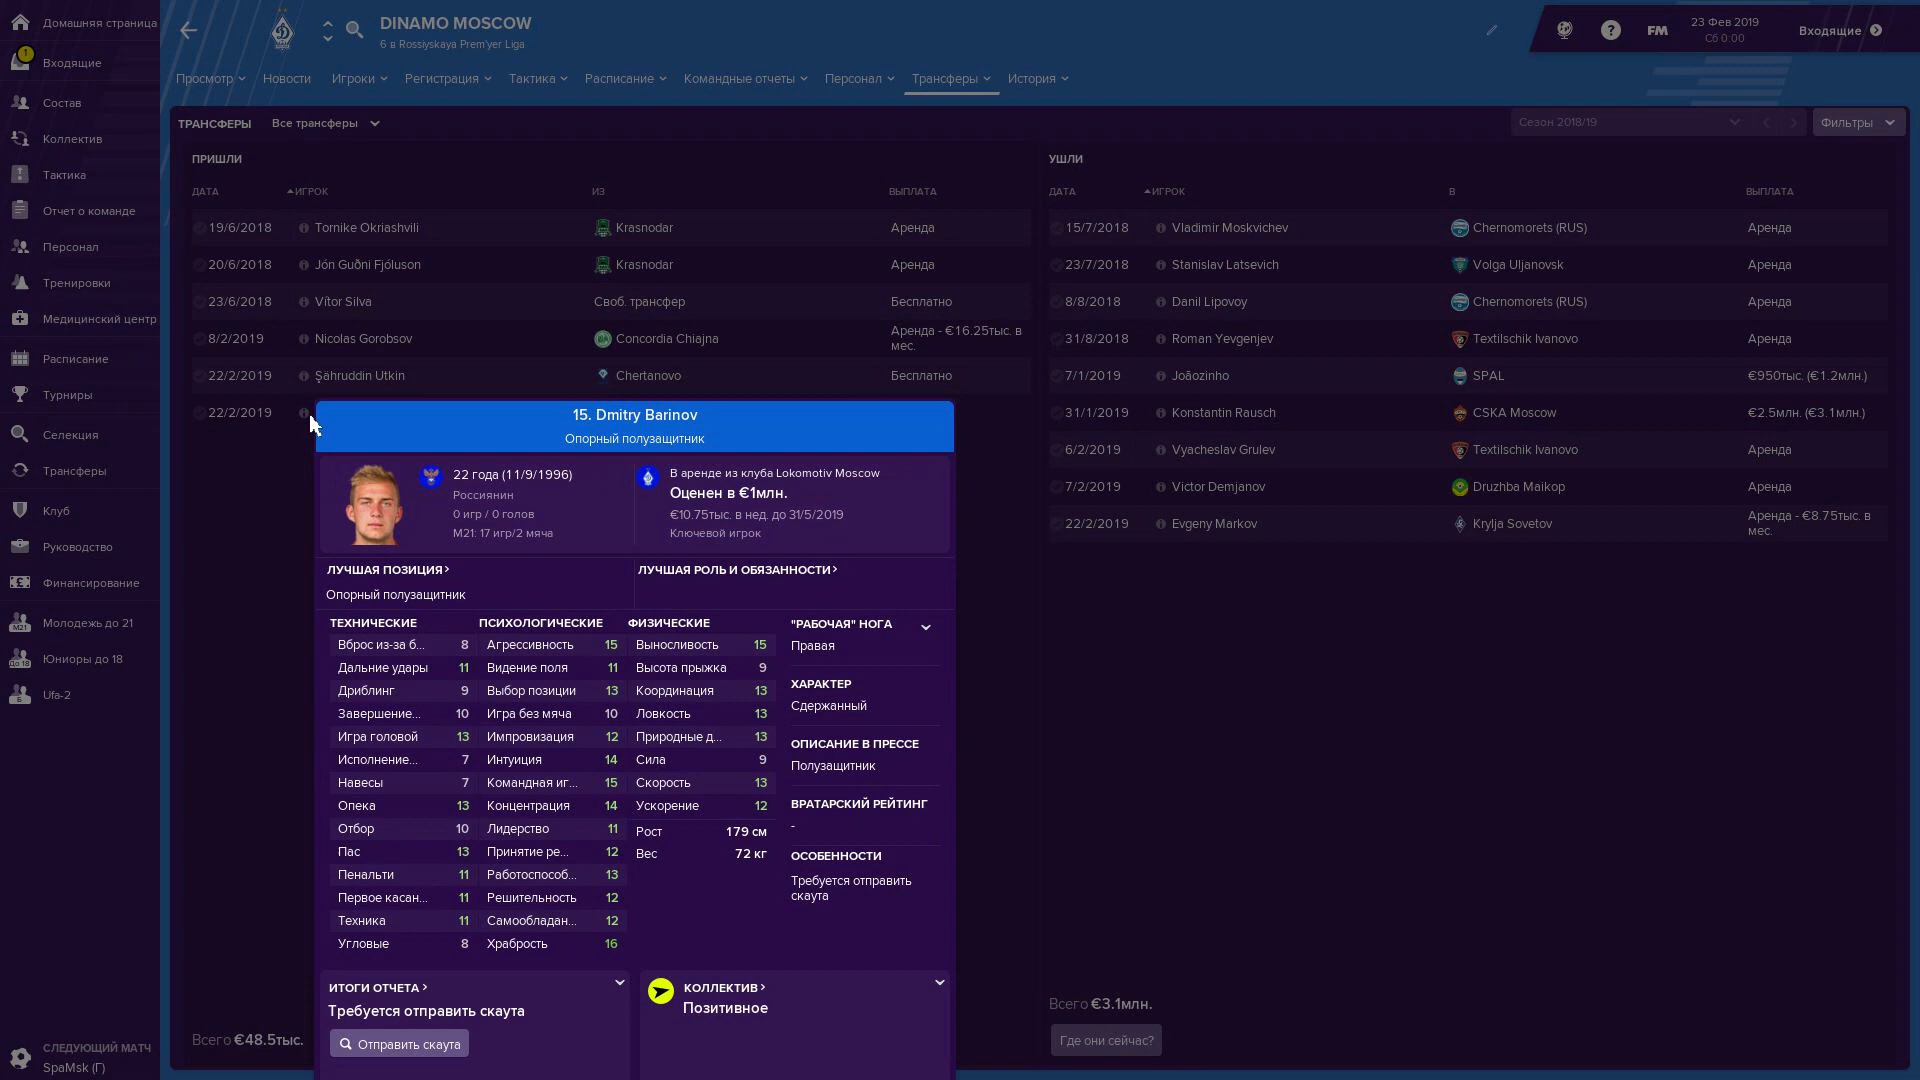 Домашняя страница
1
Входящие
Состав
Коллектив
Тактика
Отчет о команде
Персонал
Тренировки
Медицинский центр
Расписание
Турниры
Селекция
Трансферы
Клуб
Руководство
Финансирование
М21
Молодежь до 21
До 18
Юниоры до 18
Б
Ufa-2
СЛЕДУЮЩИЙ МАТЧ
SpaMsk (Г)
DINAMO MOSCOW
6 в Rossiyskaya Prem'yer Liga
?
FM
23 Фев 2019
Сб 0:00
Входящие
Просмотр
Новости
Игроки
Регистрация
Тактика
Расписание
Командные отчеты
Персонал
Трансферы
История
ТРАНСФЕРЫ
Все трансферы
Сезон 2018/19
Фильтры
ПРИШЛИ
ДАТА
ИГРОК
ИЗ
ВЫПЛАТА
19/6/2018 Tornike Okriashvili Krasnodar Аренда
20/6/2018 Jón Guðni Fjóluson Krasnodar Аренда
23/6/2018 Vítor Silva Своб. трансфер Бесплатно
8/2/2019 Nicolas Gorobsov Concordia Chiajna Аренда - €16.25тыс. в
мес.
22/2/2019 Şähruddin Utkin Chertanovo Бесплатно
22/2/2019
Всего €48.5тыс.
УШЛИ
ДАТА
ИГРОК
В
ВЫПЛАТА
15/7/2018 Vladimir Moskvichev Chernomorets (RUS) Аренда
23/7/2018 Stanislav Latsevich Volga Uljanovsk Аренда
8/8/2018 Danil Lipovoy Chernomorets (RUS) Аренда
31/8/2018 Roman Yevgenjev Textilschik Ivanovo Аренда
7/1/2019 Joãozinho SPAL €950тыс. (€1.2млн.)
31/1/2019 Konstantin Rausch CSKA Moscow €2.5млн. (€3.1млн.)
6/2/2019 Vyacheslav Grulev Textilschik Ivanovo Аренда
7/2/2019 Victor Demjanov Druzhba Maikop Аренда
22/2/2019 Evgeny Markov Krylja Sovetov Аренда - €8.75тыс. в
мес.
Всего €3.1млн.
Где они сейчас?
15. Dmitry Barinov
Опорный полузащитник
22 года (11/9/1996)
Россиянин
0 игр / 0 голов
М21: 17 игр/2 мяча
В аренде из клуба Lokomotiv Moscow
Оценен в €1млн.
€10.75тыс. в нед. до 31/5/2019
Ключевой игрок
ЛУЧШАЯ ПОЗИЦИЯ
Опорный полузащитник
ЛУЧШАЯ РОЛЬ И ОБЯЗАННОСТИ
ТЕХНИЧЕСКИЕ
Вброс из-за б... 8
Дальние удары 11
Дриблинг 9
Завершение... 10
Игра головой 13
Исполнение... 7
Навесы 7
Опека 13
Отбор 10
Пас 13
Пенальти 11
Первое касан... 11
Техника 11
Угловые 8
ПСИХОЛОГИЧЕСКИЕ
Агрессивность 15
Видение поля 11
Выбор позиции 13
Игра без мяча 10
Импровизация 12
Интуиция 14
Командная иг... 15
Концентрация 14
Лидерство 11
Принятие ре... 12
Работоспособ... 13
Решительность 12
Самообладан... 12
Храбрость 16
ФИЗИЧЕСКИЕ
Выносливость 15
Высота прыжка 9
Координация 13
Ловкость 13
Природные д... 13
Сила 9
Скорость 13
Ускорение 12
Рост 179 см
Вес 72 кг
"РАБОЧАЯ" НОГА
Правая
ХАРАКТЕР
Сдержанный
ОПИСАНИЕ В ПРЕССЕ
Полузащитник
ВРАТАРСКИЙ РЕЙТИНГ
-
ОСОБЕННОСТИ
Требуется отправить
скаута
ИТОГИ ОТЧЕТА
Требуется отправить скаута
Отправить скаута
КОЛЛЕКТИВ
Позитивное